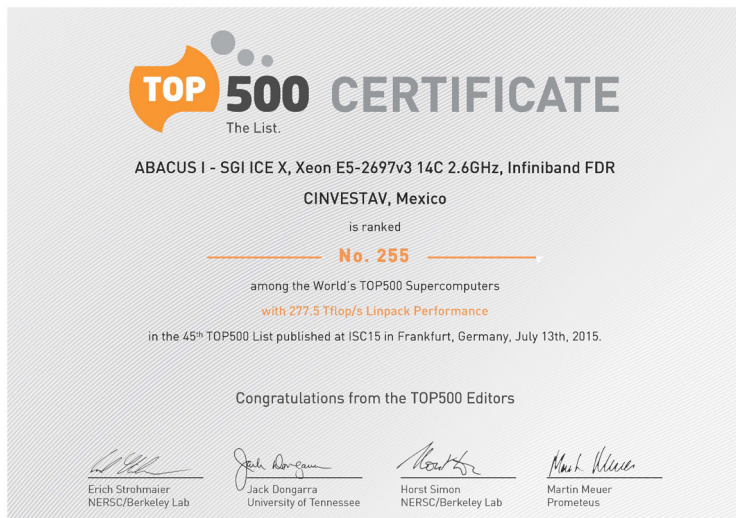 TOP 500 CERTIFICATE
The List.
ABACUS I - SGI ICE X, Xeon E5-2697v3 14C 2.6GHz, Infiniband FDR
CINVESTAV, Mexico
is ranked
No. 255
among the World´s TOP500 Supercomputers
with 277.5 Tflop/s Linpack Performance
in the 45th TOP500 List published at ISC15 in Frankfurt, Germany, July 13th, 2015.
Congratulations from the TOP500 Editors
Erich Strohmaier
NERSC/Berkeley Lab
Jack Dongarra
University of Tennessee
Horst Simon
NERSC/Berkeley Lab
Martin Meuer
Prometeus